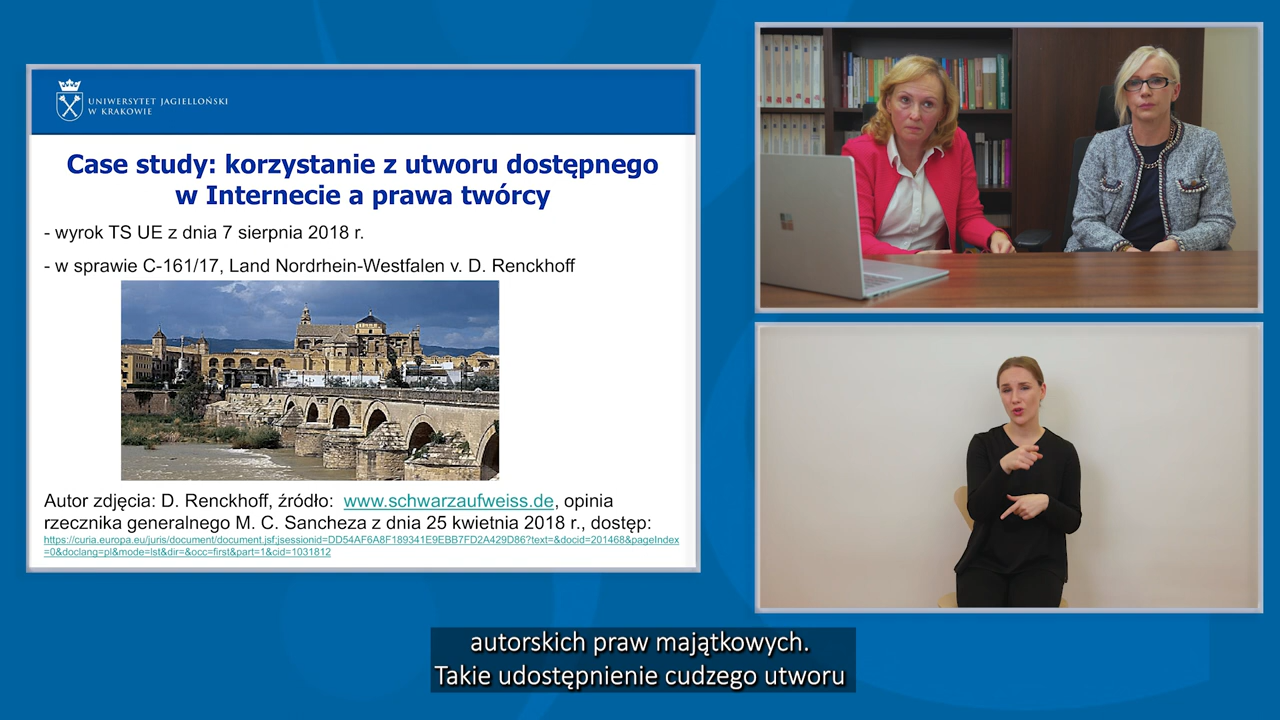 UNIWERSYTET JAGIELLOŃSKI
W KRAKOWIE
Case study: korzystanie z utworu dostępnego
w Internecie a prawa twórcy
- wyrok TS UE z dnia 7 sierpnia 2018 r.
- w sprawie C-161/17, Land Nordrhein-Westfalen v. D. Renckhoff
Autor zdjęcia: D. Renckhoff, źródło: www.schwarzaufweiss.de, opinia
rzecznika generalnego M. C. Sancheza z dnia 25 kwietnia 2018 r., dostęp:
https://curia.europa.eu/juris/document/document.jsf;jsessionid=DD54AF6A8F189341E9EBB7FD2A429D86?text=&docid=201468&pageIndex
=0&doclang=pl&mode=lst&dir=&occ=first&part=1&cid=1031812
autorskich praw majątkowych.
Takie udostępnienie cudzego utworu